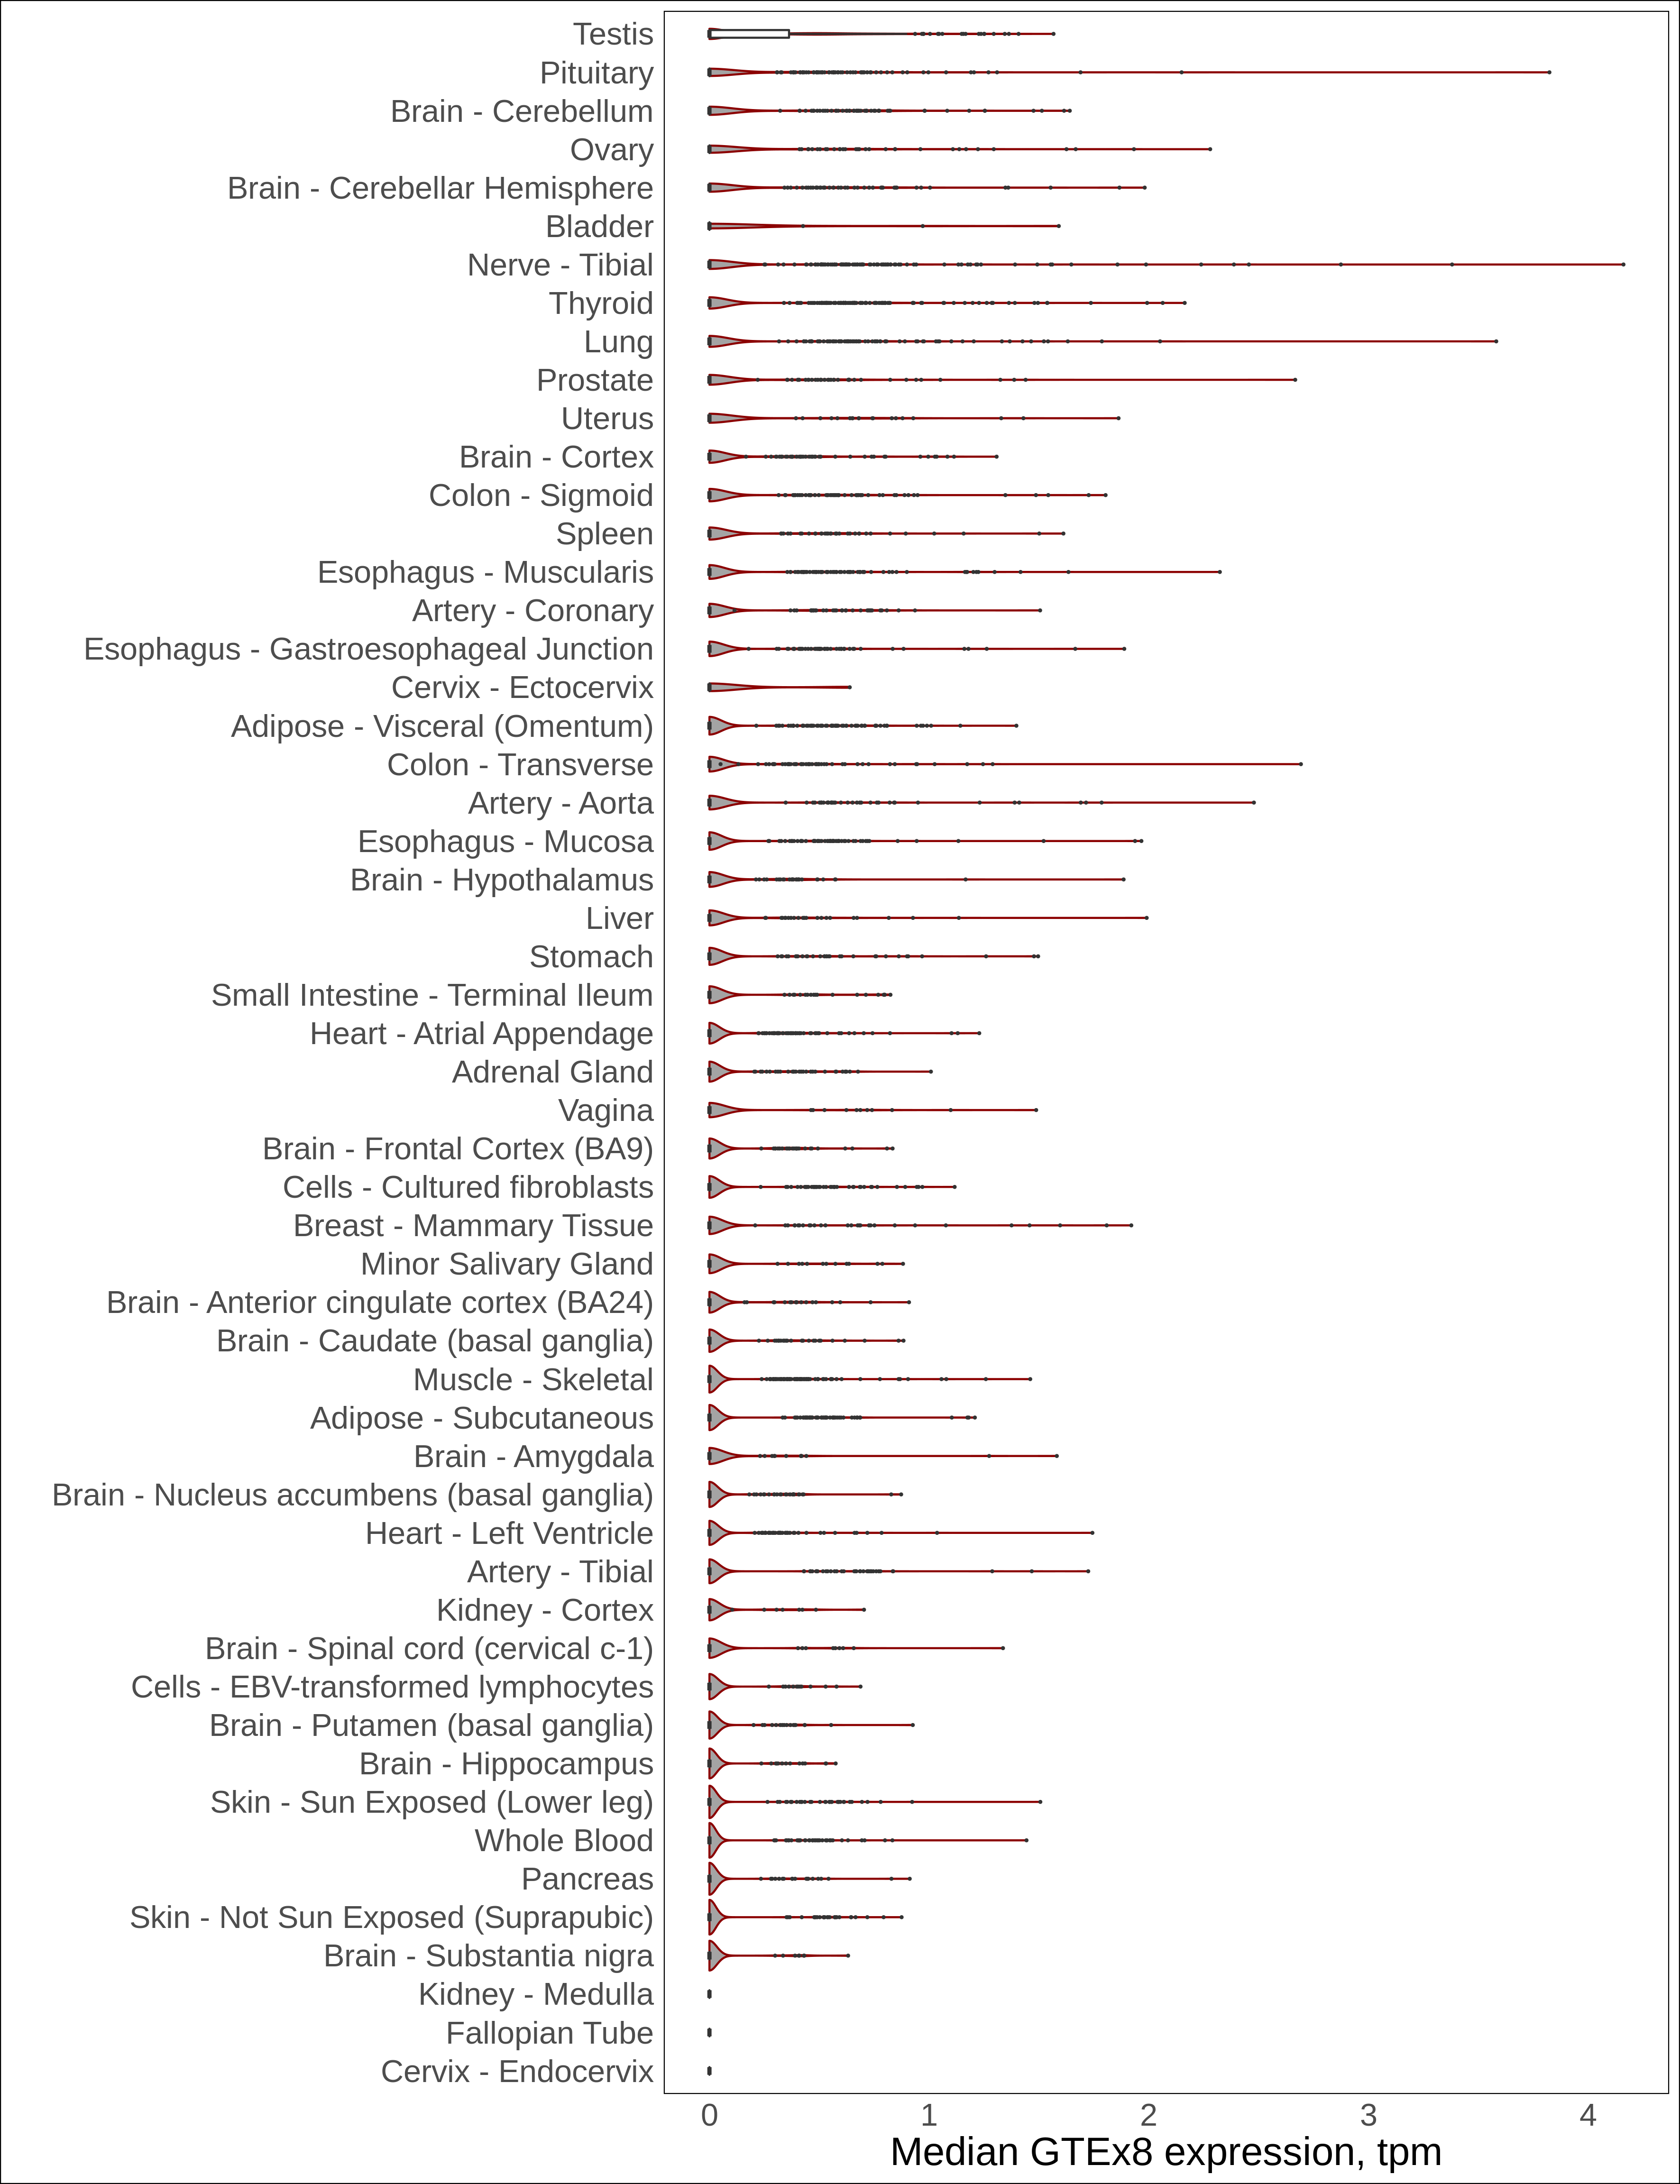 Testis
Pituitary
Brain - Cerebellum
Ovary
Brain - Cerebellar Hemisphere
Bladder
Nerve - Tibial
Thyroid
Lung
Prostate
Uterus
Brain - Cortex
Colon - Sigmoid
Spleen
Esophagus - Muscularis
Artery - Coronary
Esophagus - Gastroesophageal Junction
Cervix - Ectocervix
Adipose - Visceral (Omentum)
Colon - Transverse
Artery - Aorta
Esophagus - Mucosa
Brain - Hypothalamus
Liver
Stomach
Small Intestine - Terminal Ileum
Heart - Atrial Appendage
Adrenal Gland
Vagina
Brain - Frontal Cortex (BA9)
Cells - Cultured fibroblasts
Breast - Mammary Tissue
Minor Salivary Gland
Brain - Anterior cingulate cortex (BA24)
Brain - Caudate (basal ganglia)
Muscle - Skeletal
Adipose - Subcutaneous
Brain - Amygdala
Brain - Nucleus accumbens (basal ganglia)
Heart - Left Ventricle
Artery - Tibial
Kidney - Cortex
Brain - Spinal cord (cervical c-1)
Cells - EBV-transformed lymphocytes
Brain - Putamen (basal ganglia)
Brain - Hippocampus
Skin - Sun Exposed (Lower leg)
Whole Blood
Pancreas
Skin - Not Sun Exposed (Suprapubic)
Brain - Substantia nigra
Kidney - Medulla
Fallopian Tube
Cervix - Endocervix
0 1 2 3 4
Median GTEx8 expression, tpm